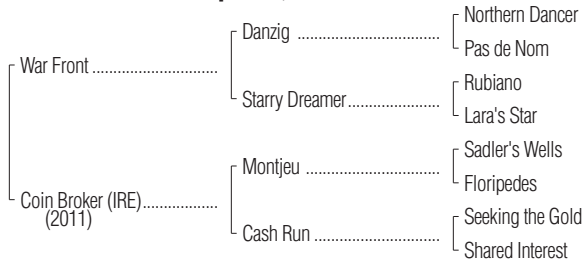 Northern Dancer
Danzig ................................
Pas de Nom
War Front ............................
Rubiano
Starry Dreamer.......................
Lara's Star
Sadler's Wells
Montjeu ..............................
Floripedes
Coin Broker (IRE).................
(2011)
Seeking the Gold
Cash Run ............................
Shared Interest